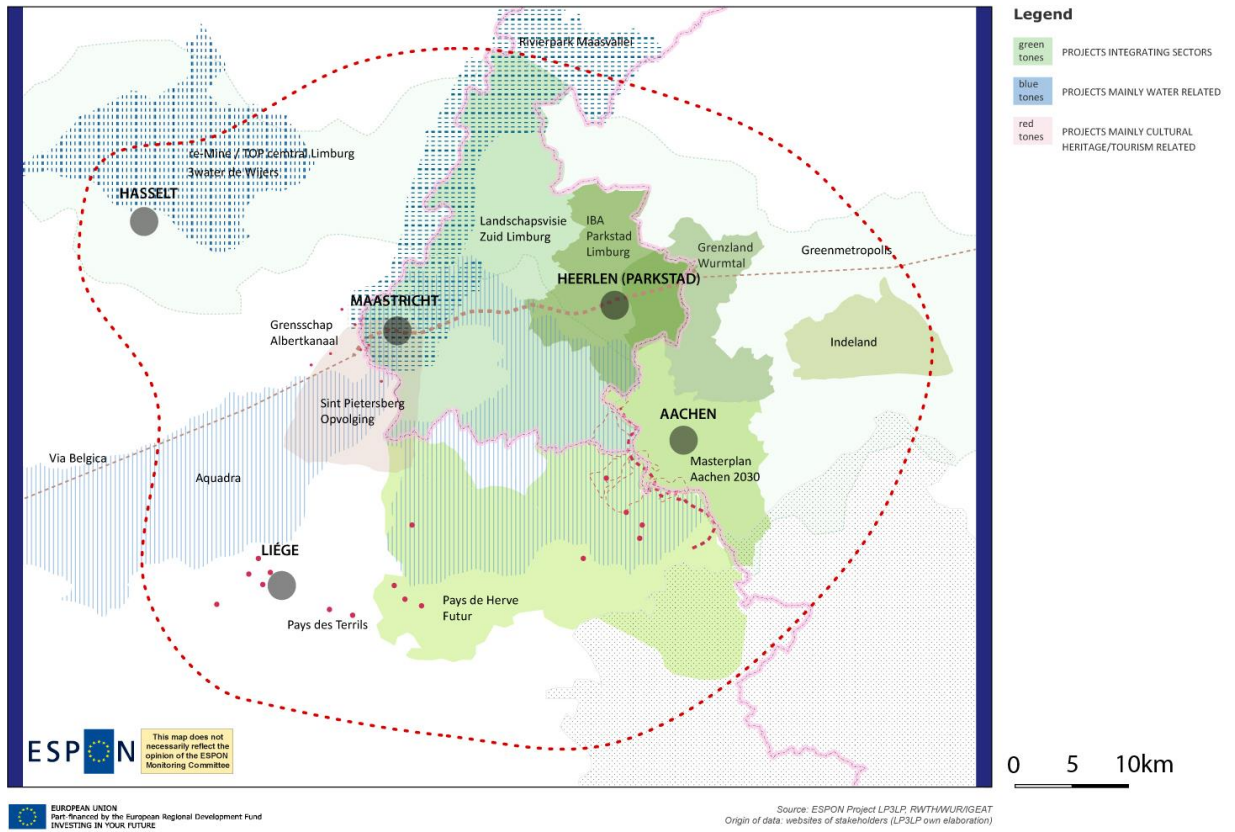 Rivierpark Maasvallei
re-Mine / TOP central Limburg
3water de Wijers
HASSELT
Landschapsvisie
Zuid Limburg
IBA
Parkstad
Limburg
Grenzland
Wurmtal
Greenmetropolis
HEERLEN (PARKSTAD)
MAASTRICHT
Grensschap
Albertkanaal
Indeland
Sint Pietersberg
Opvolging
AACHEN
Masterplan
Aachen 2030
Via Belgica
Aquadra
LIÉGE
Pays des Terrils
Pays de Herve
Futur
ESPON
This map does not
necessarily reflect the
opinion of the ESPON
Monitoring Committee
Legend
green
tones
PROJECTS INTEGRATING SECTORS
blue
tones
PROJECTS MAINLY WATER RELATED
red
tones
PROJECTS MAINLY CULTURAL
HERITAGE/TOURISM RELATED
0 5 10km
EUROPEAN UNION
Part-financed by the European Regional Development Fund
INVESTING IN YOUR FUTURE
Source: ESPON Project LP3LP, RWTH/WUR/IGEAT
Origin of data: websites of stakeholders (LP3LP own elaboration)